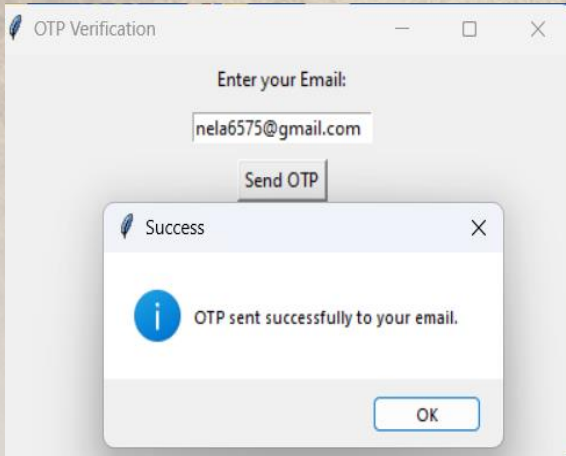 OTP Verification
Enter your Email:
nela6575@gmail.com
Send OTP
Success
i
OTP sent successfully to your email.
OK